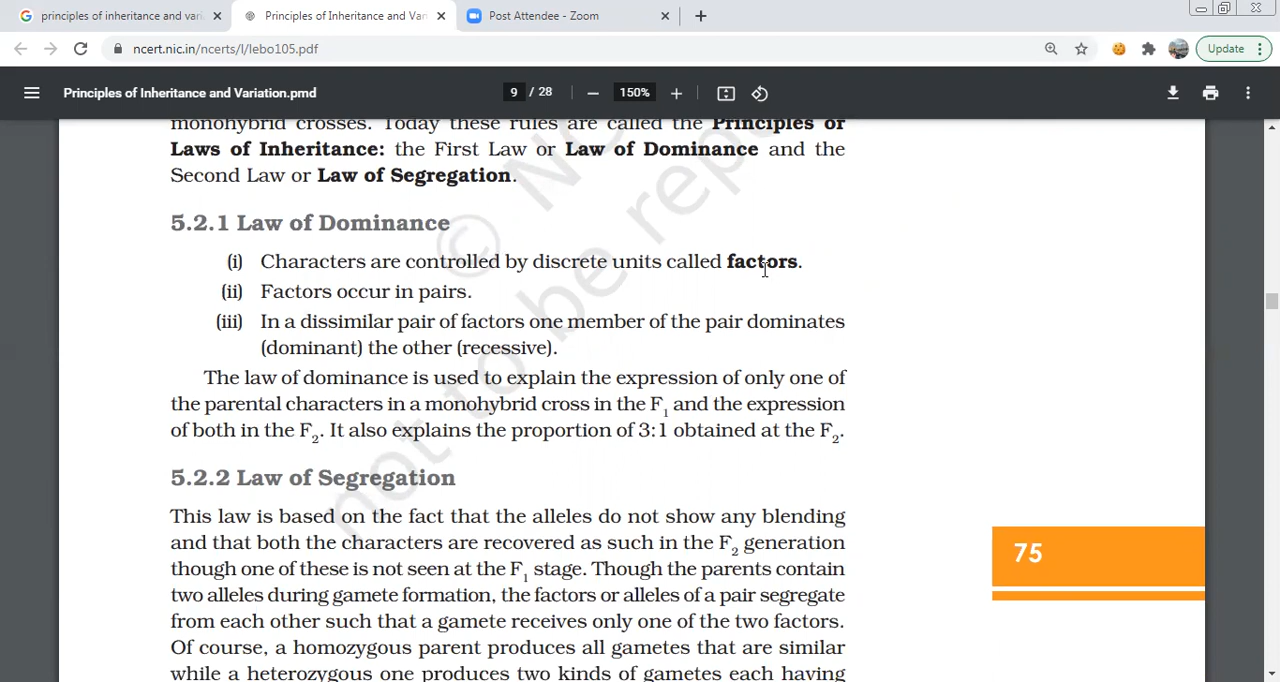 principles of inheritance and vari
Principles of Inheritance and Var
Post Attendee - Zoom
ncert.nic.in/ncerts/l/lebo105.pdf
Update
Principles of Inheritance and Variation.pmd
9 / 28
150%
monohybrid crosses. Today these rules are called the Principles or
Laws of Inheritance: the First Law or Law of Dominance and the
Second Law or Law of Segregation.
5.2.1 Law of Dominance
(i) Characters are controlled by discrete units called factors.
(ii) Factors occur in pairs.
(iii) In a dissimilar pair of factors one member of the pair dominates
(dominant) the other (recessive).
The law of dominance is used to explain the expression of only one of
the parental characters in a monohybrid cross in the F1 and the expression
of both in the F2. It also explains the proportion of 3:1 obtained at the F2.
5.2.2 Law of Segregation
This law is based on the fact that the alleles do not show any blending
and that both the characters are recovered as such in the F2 generation
though one of these is not seen at the F1 stage. Though the parents contain
two alleles during gamete formation, the factors or alleles of a pair segregate
from each other such that a gamete receives only one of the two factors.
Of course, a homozygous parent produces all gametes that are similar
while a heterozygous one produces two kinds of gametes each having
75
© NC
not to be rep